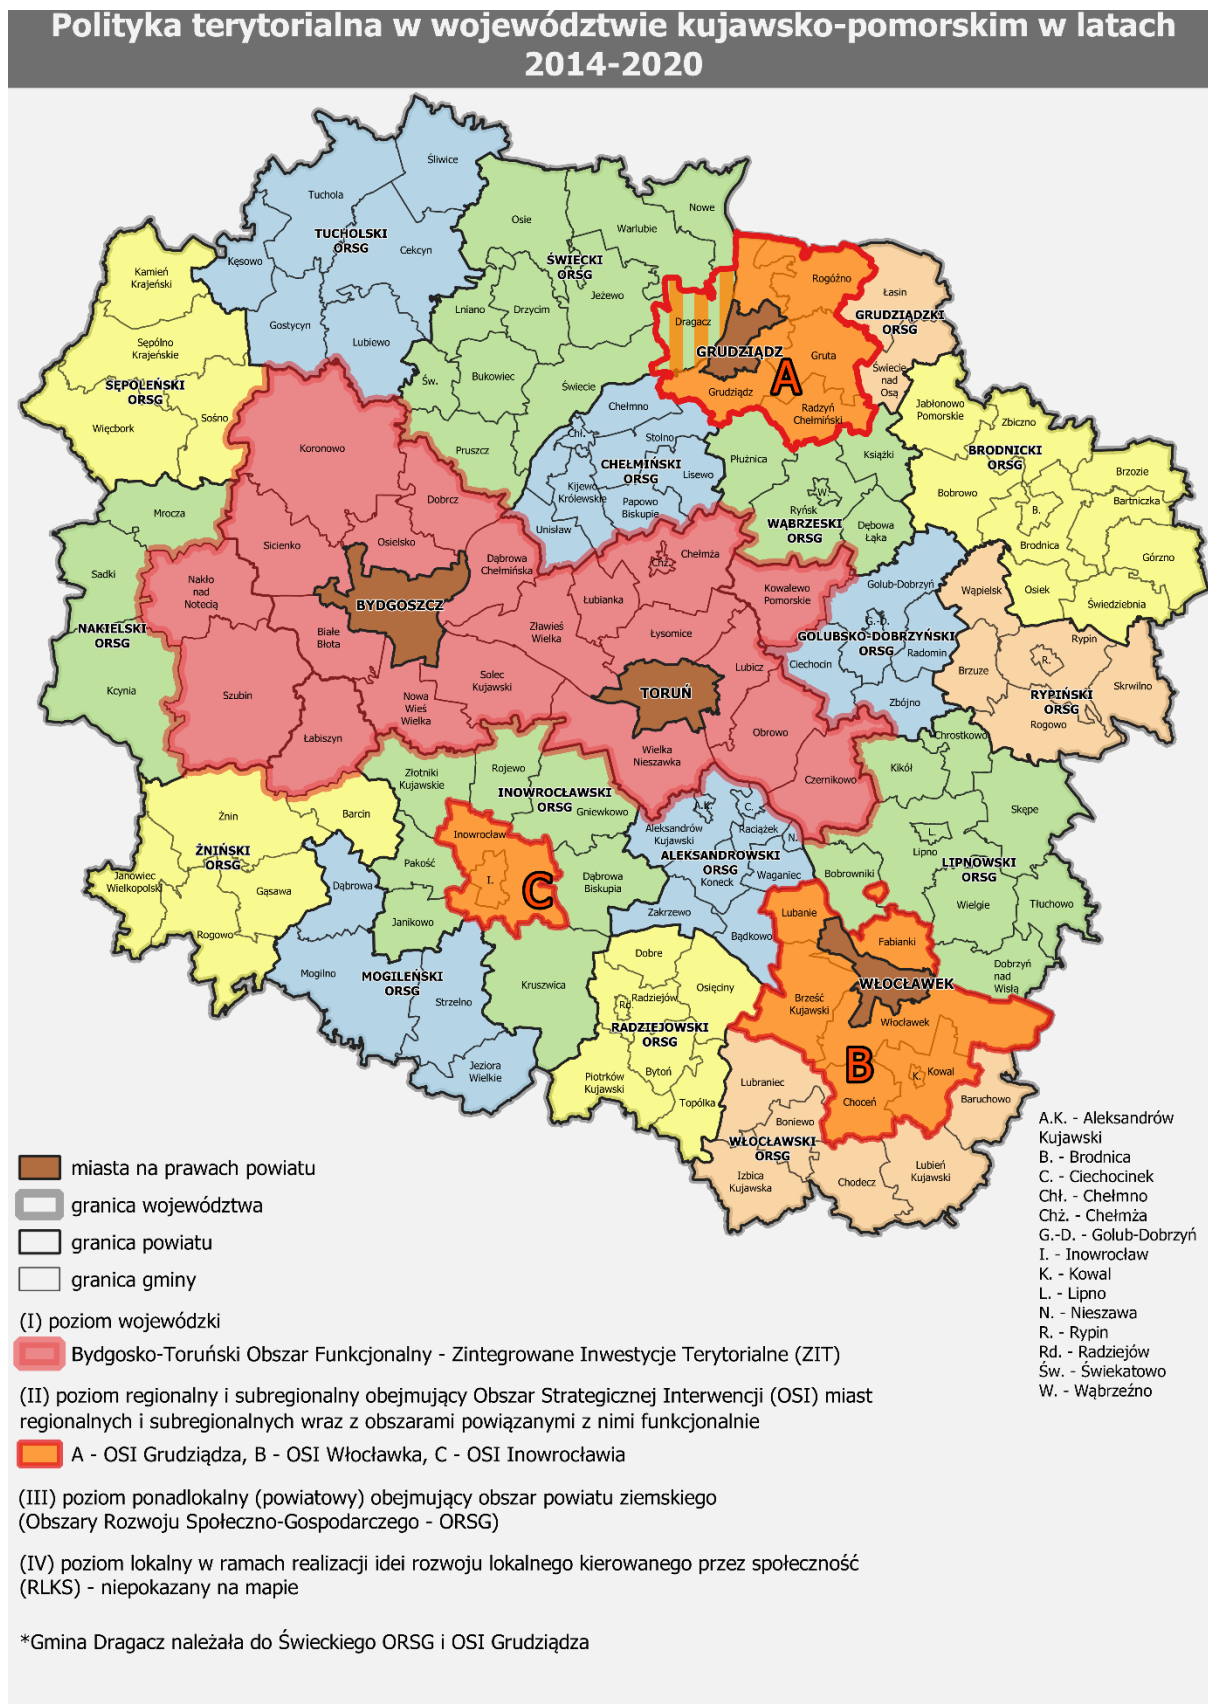 Polityka terytorialna w województwie kujawsko-pomorskim w latach
2014-2020
Śliwice
Tuchola
Nowe
Osie
Warlubie
TUCHOLSKI
ORSG
Cekcyn
Kęsowo
ŚWIECKI
ORSG
Kamień
Krajeński
Rogóźno
Jeżewo
Łasin
Lniano
Drzycim
Dragacz
GRUDZIĄDZKI
ORSG
Gostycyn
Lubiewo
Sępólno
Krajeńskie
GRUDZIĄDZ
Gruta
A
Św.
Bukowiec
Świecie
Świecie
nad
Osą
SĘPOLEŃSKI
ORSG
Grudziądz
Radzyń
Chełmiński
Jabłonowo
Pomorskie
Zbiczno
Chełmno
Sośno
Więcbork
Koronowo
Chł.
Stolno
Pruszcz
Płużnica
Książki
BRODNICKI
ORSG
CHEŁMIŃSKI
ORSG
Lisewo
Brzozie
Kijewo
Królewskie
Bobrowo
Bartniczka
W.
Dobrcz
Papowo
Biskupie
Ryńsk
B.
Mrocza
Unisław
WĄBRZESKI
ORSG
Dębowa
Łąka
Sicienko
Osielsko
Brodnica
Górzno
Dąbrowa
Chełmińska
Chż.
Chełmża
Sadki
Nakło
nad
Notecią
Kowalewo
Pomorskie
Golub-Dobrzyń
Wąpielsk
Osiek
Świedziebnia
BYDGOSZCZ
Łubianka
G.-D.
NAKIELSKI
ORSG
Białe
Błota
Zławieś
Wielka
Łysomice
GOLUBSKO-DOBRZYŃSKI
ORSG
Rypin
Radomin
R.
Ciechocin
Brzuze
Kcynia
Szubin
Solec
Kujawski
Lubicz
Skrwilno
Nowa
Wieś
Wielka
TORUŃ
RYPIŃSKI
ORSG
Zbójno
Rogowo
Łabiszyn
Obrowo
Chrostkowo
Wielka
Nieszawka
Kikół
Złotniki
Kujawskie
Rojewo
Czernikowo
INOWROCŁAWSKI
ORSG
Gniewkowo
Skępe
Żnin
Barcin
A.K.
C.
Inowrocław
Aleksandrów
Kujawski
Raciążek
N.
L.
Lipno
ŻNIŃSKI
ORSG
Pakość
ALEKSANDROWSKI
ORSG
LIPNOWSKI
ORSG
Janowiec
Wielkopolski
Gąsawa
Dąbrowa
I.
C
Dąbrowa
Biskupia
Koneck
Waganiec
Bobrowniki
Wielgie
Tłuchowo
Janikowo
Zakrzewo
Lubanie
Rogowo
Bądkowo
Fabianki
Dobre
Dobrzyń
nad
Wisłą
Mogilno
MOGILEŃSKI
ORSG
Kruszwica
Osięciny
WŁOCŁAWEK
Strzelno
Radziejów
Rd.
Brześć
Kujawski
RADZIEJOWSKI
ORSG
Włocławek
Jeziora
Wielkie
Piotrków
Kujawski
Bytoń
B
K.
Kowal
Lubraniec
Choceń
Baruchowo
Topólka
Boniewo
WŁOCŁAWSKI
ORSG
Izbica
Kujawska
Chodecz
Lubień
Kujawski
A.K. - Aleksandrów
Kujawski
B. - Brodnica
C. - Ciechocinek
Chł. - Chełmno
Chż. - Chełmża
G.-D. - Golub-Dobrzyń
I. - Inowrocław
K. - Kowal
L. - Lipno
N. - Nieszawa
R. - Rypin
Rd. - Radziejów
Św. - Świekatowo
W. - Wąbrzeźno
miasta na prawach powiatu
granica województwa
granica powiatu
granica gminy
(I) poziom wojewódzki
Bydgosko-Toruński Obszar Funkcjonalny - Zintegrowane Inwestycje Terytorialne (ZIT)
(II) poziom regionalny i subregionalny obejmujący Obszar Strategicznej Interwencji (OSI) miast
regionalnych i subregionalnych wraz z obszarami powiązanymi z nimi funkcjonalnie
A - OSI Grudziądza, B - OSI Włocławka, C - OSI Inowrocławia
(III) poziom ponadlokalny (powiatowy) obejmujący obszar powiatu ziemskiego
(Obszary Rozwoju Społeczno-Gospodarczego - ORSG)
(IV) poziom lokalny w ramach realizacji idei rozwoju lokalnego kierowanego przez społeczność
(RLKS) - niepokazany na mapie
*Gmina Dragacz należała do Świeckiego ORSG i OSI Grudziądza